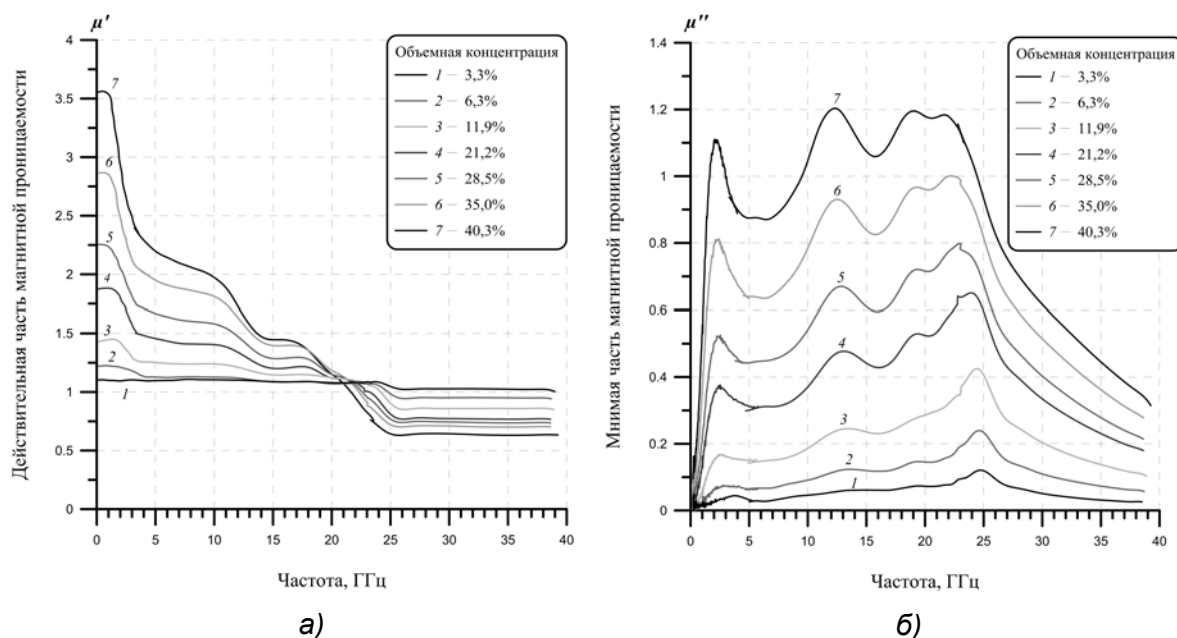 μ'
4
3.5
3
2.5
2
1.5
1
0.5
0
0 5 10 15 20 25 30 35 40
Действительная часть магнитной проницаемости
Частота, ГГц
Объемная концентрация
1 – 3,3%
2 – 6,3%
3 – 11,9%
4 – 21,2%
5 – 28,5%
6 – 35,0%
7 – 40,3%
7
6
5
4
3
2
1
а)
μ''
1.4
1.2
1
0.8
0.6
0.4
0.2
0
0 5 10 15 20 25 30 35 40
Мнимая часть магнитной проницаемости
Частота, ГГц
Объемная концентрация
1 – 3,3%
2 – 6,3%
3 – 11,9%
4 – 21,2%
5 – 28,5%
6 – 35,0%
7 – 40,3%
7
6
5
4
3
2
1
б)